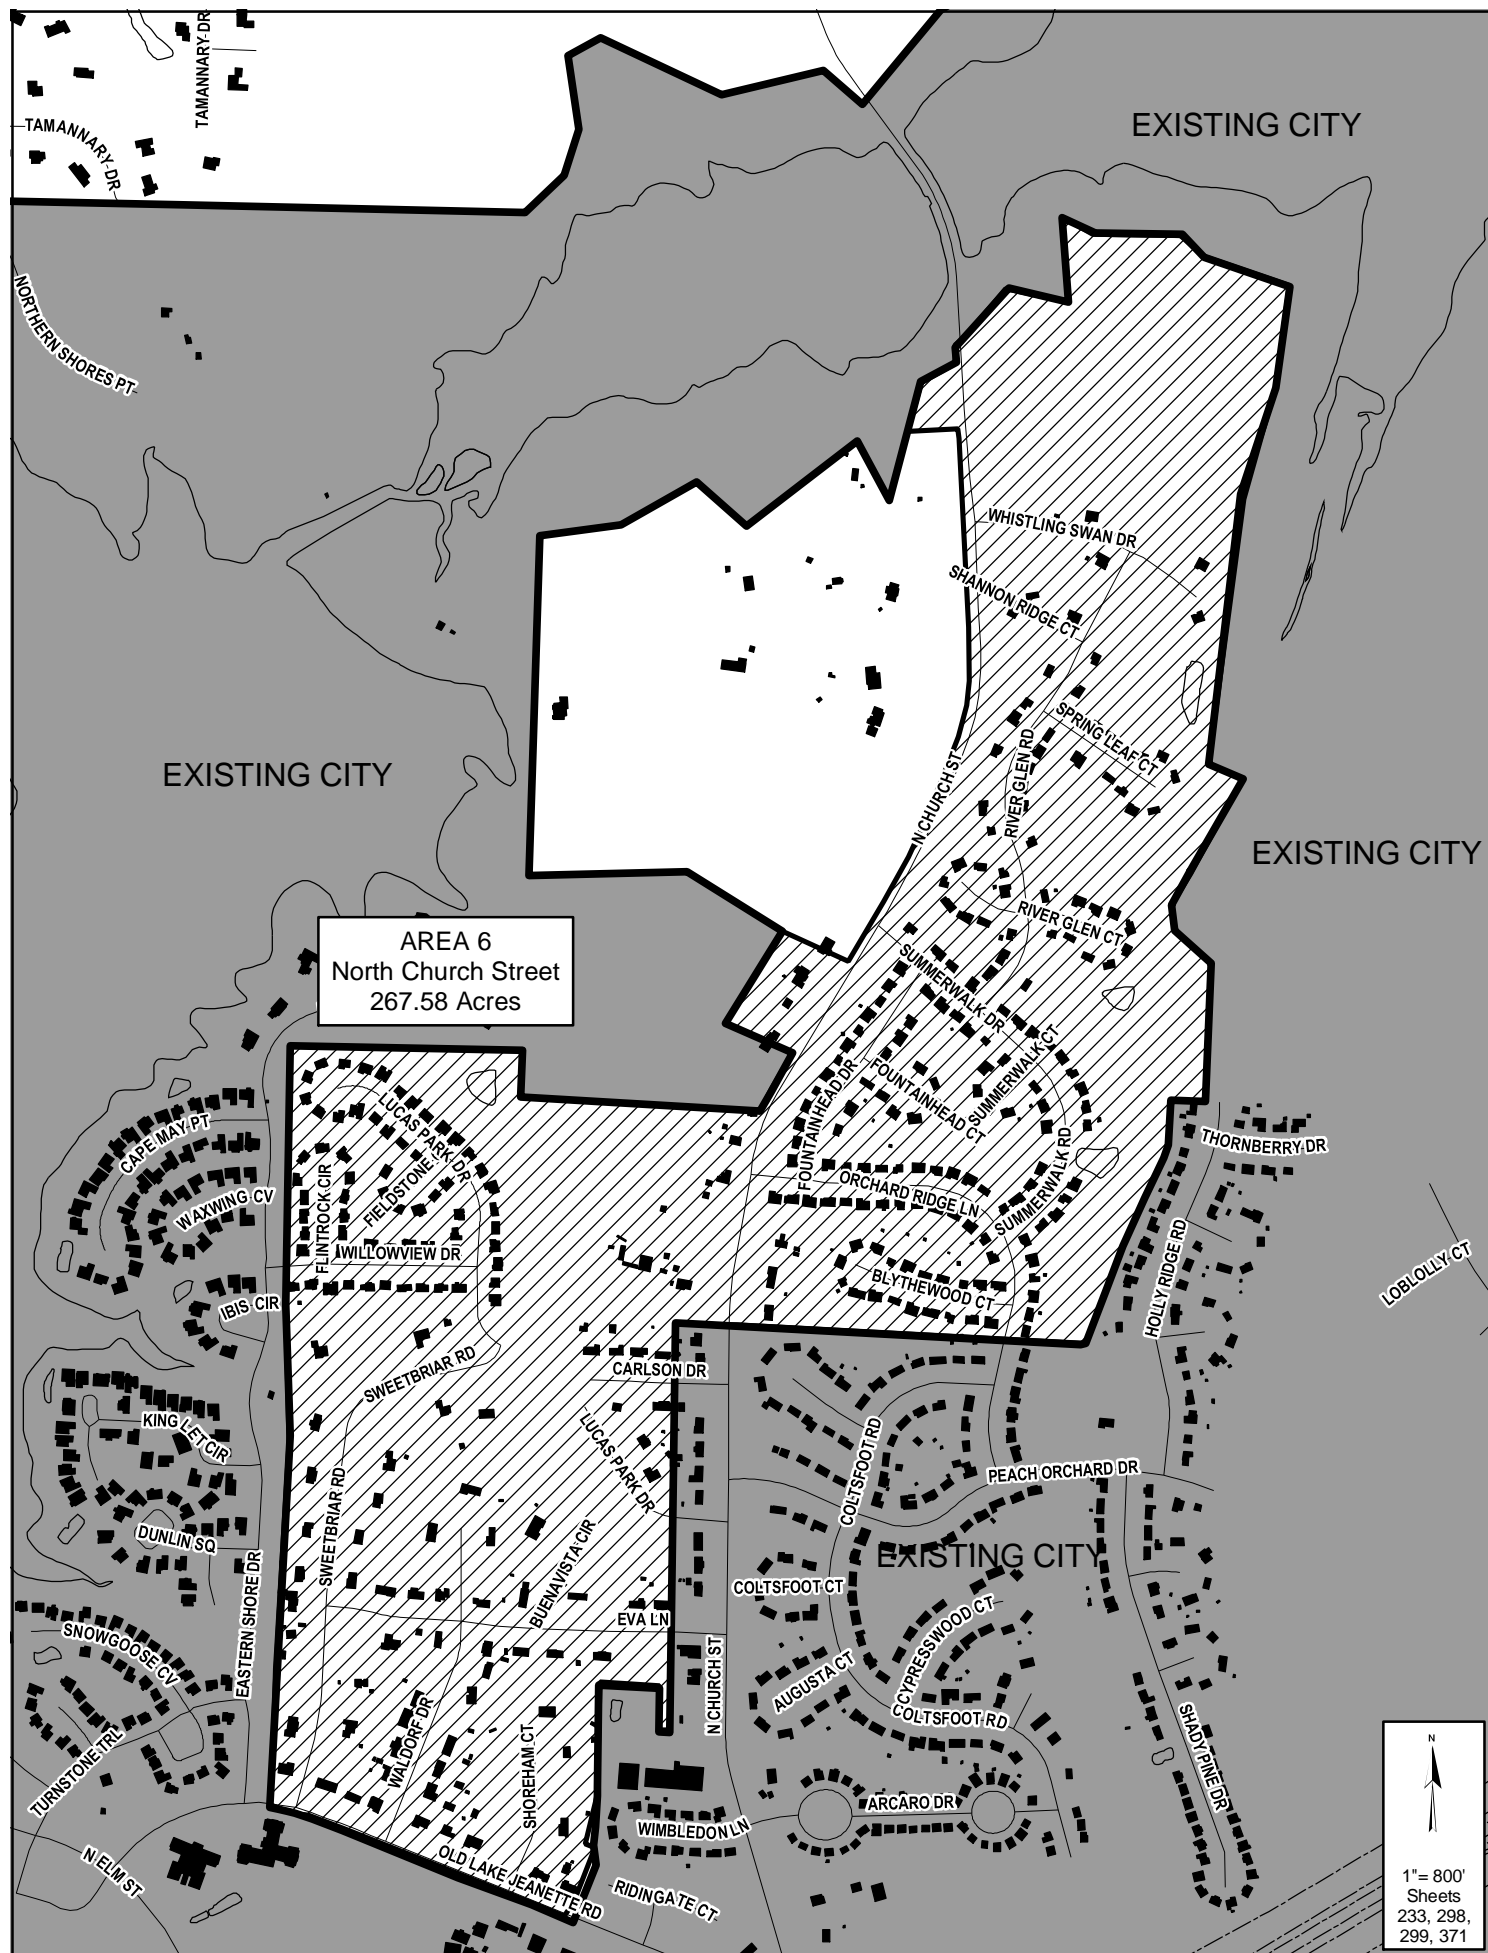 TAMANNARY DR
TAMANNARY DR
EXISTING CITY
NORTHERN SHORES PT
WHISTLING SWAN DR
SHANNON RIDGE CT
SPRING LEAF CT
RIVER GLEN RD
N CHURCH ST
EXISTING CITY
EXISTING CITY
RIVER GLEN CT
AREA 6
North Church Street
267.58 Acres
SUMMERWALK DR
SUMMERWALK CT
FOUNTAINHEAD DR
FOUNTAINHEAD CT
LUCAS PARK DR
CAPE MAY PT
THORNBERRY DR
FIELDSTONE
FLINTROCK CIR
WAXWING CV
ORCHARD RIDGE LN
SUMMERWALK RD
WILLOWVIEW DR
HOLLY RIDGE RD
LOBLOLLY CT
BLYTHEWOOD CT
IBIS CIR
SWEETBRIAR RD
CARLSON DR
KING LET CIR
LUCAS PARK DR
COLTSFOOT RD
PEACH ORCHARD DR
SWEETBRIAR RD
DUNLIN SQ
BUENAVISTA CIR
EXISTING CITY
COLTSFOOT CT
EASTERN SHORE DR
EVA LN
CYPRESSWOOD CT
SNOWGOOSE CV
N CHURCH ST
AUGUSTA CT
COLTSFOOT RD
WALDORF DR
SHOREHAM CT
SHADY PINE DR
TURNSTONE TRL
ARCARO DR
WIMBLEDON LN
N ELM ST
OLD LAKE JEANETTE RD
RIDINGATE CT
N
1"= 800'
Sheets
233, 298,
299, 371